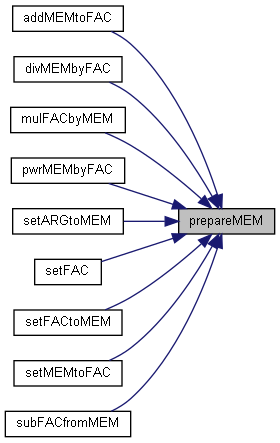 addMEMtoFAC
divMEMbyFAC
mulFACbyMEM
pwrMEMbyFAC
prepareMEM
setARGtoMEM
setFAC
setFACtoMEM
setMEMtoFAC
subFACfromMEM